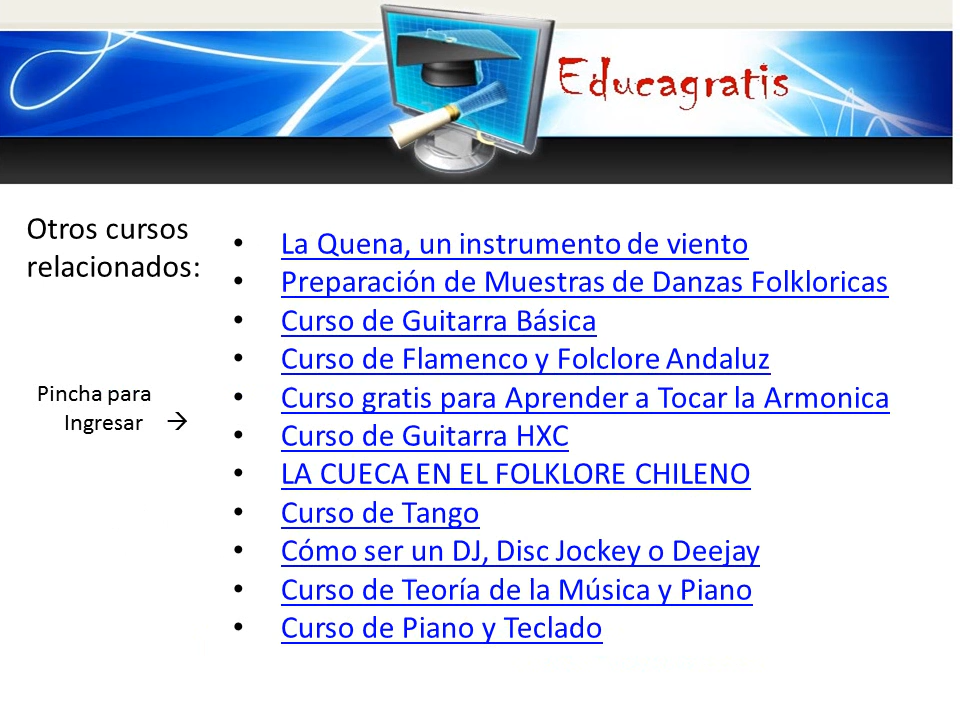 Educagratis
Otros cursos
relacionados:
Pincha para
Ingresar →
• La Quena, un instrumento de viento
• Preparación de Muestras de Danzas Folkloricas
• Curso de Guitarra Básica
• Curso de Flamenco y Folclore Andaluz
• Curso gratis para Aprender a Tocar la Armonica
• Curso de Guitarra HXC
• LA CUECA EN EL FOLKLORE CHILENO
• Curso de Tango
• Cómo ser un DJ, Disc Jockey o Deejay
• Curso de Teoría de la Música y Piano
• Curso de Piano y Teclado